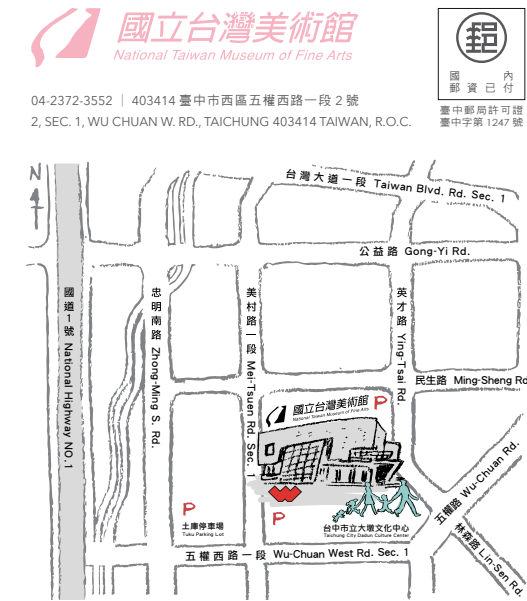 國立台灣美術館
National Taiwan Museum of Fine Arts
國內
郵資已付
臺中郵局許可證
臺中字第 1247 號
04-2372-3552 ｜ 403414 臺中市西區五權西路一段 2 號
2, SEC. 1, WU CHUAN W. RD., TAICHUNG 403414 TAIWAN, R.O.C.
N
台灣大道一段 Taiwan Blvd. Rd. Sec. 1
公益路 Gong-Yi Rd.
國道1號 National Highway NO.1
忠明南路 Zhong-Ming S. Rd.
美村路一段 Mei-Tsuen Rd. Sec. 1
英才路 Ying-Tsai Rd.
民生路 Ming-Sheng Rd
國立台灣美術館
National Taiwan Museum of Fine Arts
P
五權路 Wu-Chuan Rd.
P
土庫停車場
Tuku Parking Lot
P
台中市立大墩文化中心
Taichung City Dadun Culture Center
林森路 Lin-Sen Rd.
五權西路一段 Wu-Chuan West Rd. Sec. 1